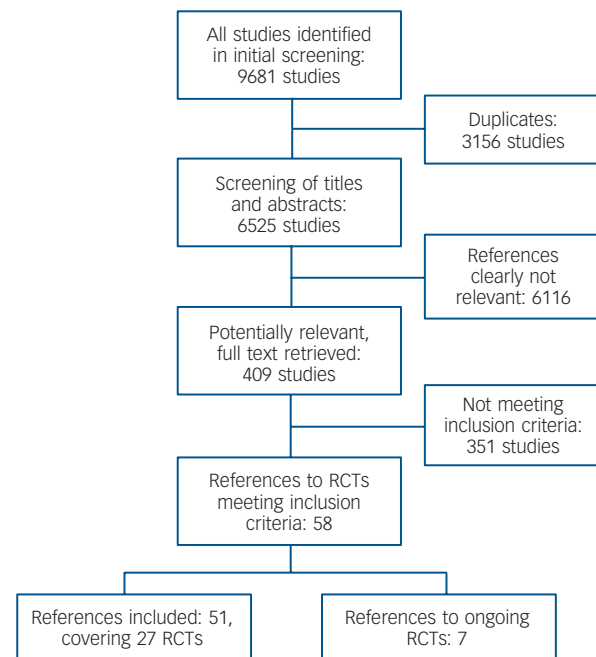 All studies identified
in initial screening:
9681 studies
Duplicates:
3156 studies
Screening of titles
and abstracts:
6525 studies
References
clearly not
relevant: 6116
Potentially relevant,
full text retrieved:
409 studies
Not meeting
inclusion criteria:
351 studies
References to RCTs
meeting inclusion
criteria: 58
References included: 51,
covering 27 RCTs
References to ongoing
RCTs: 7